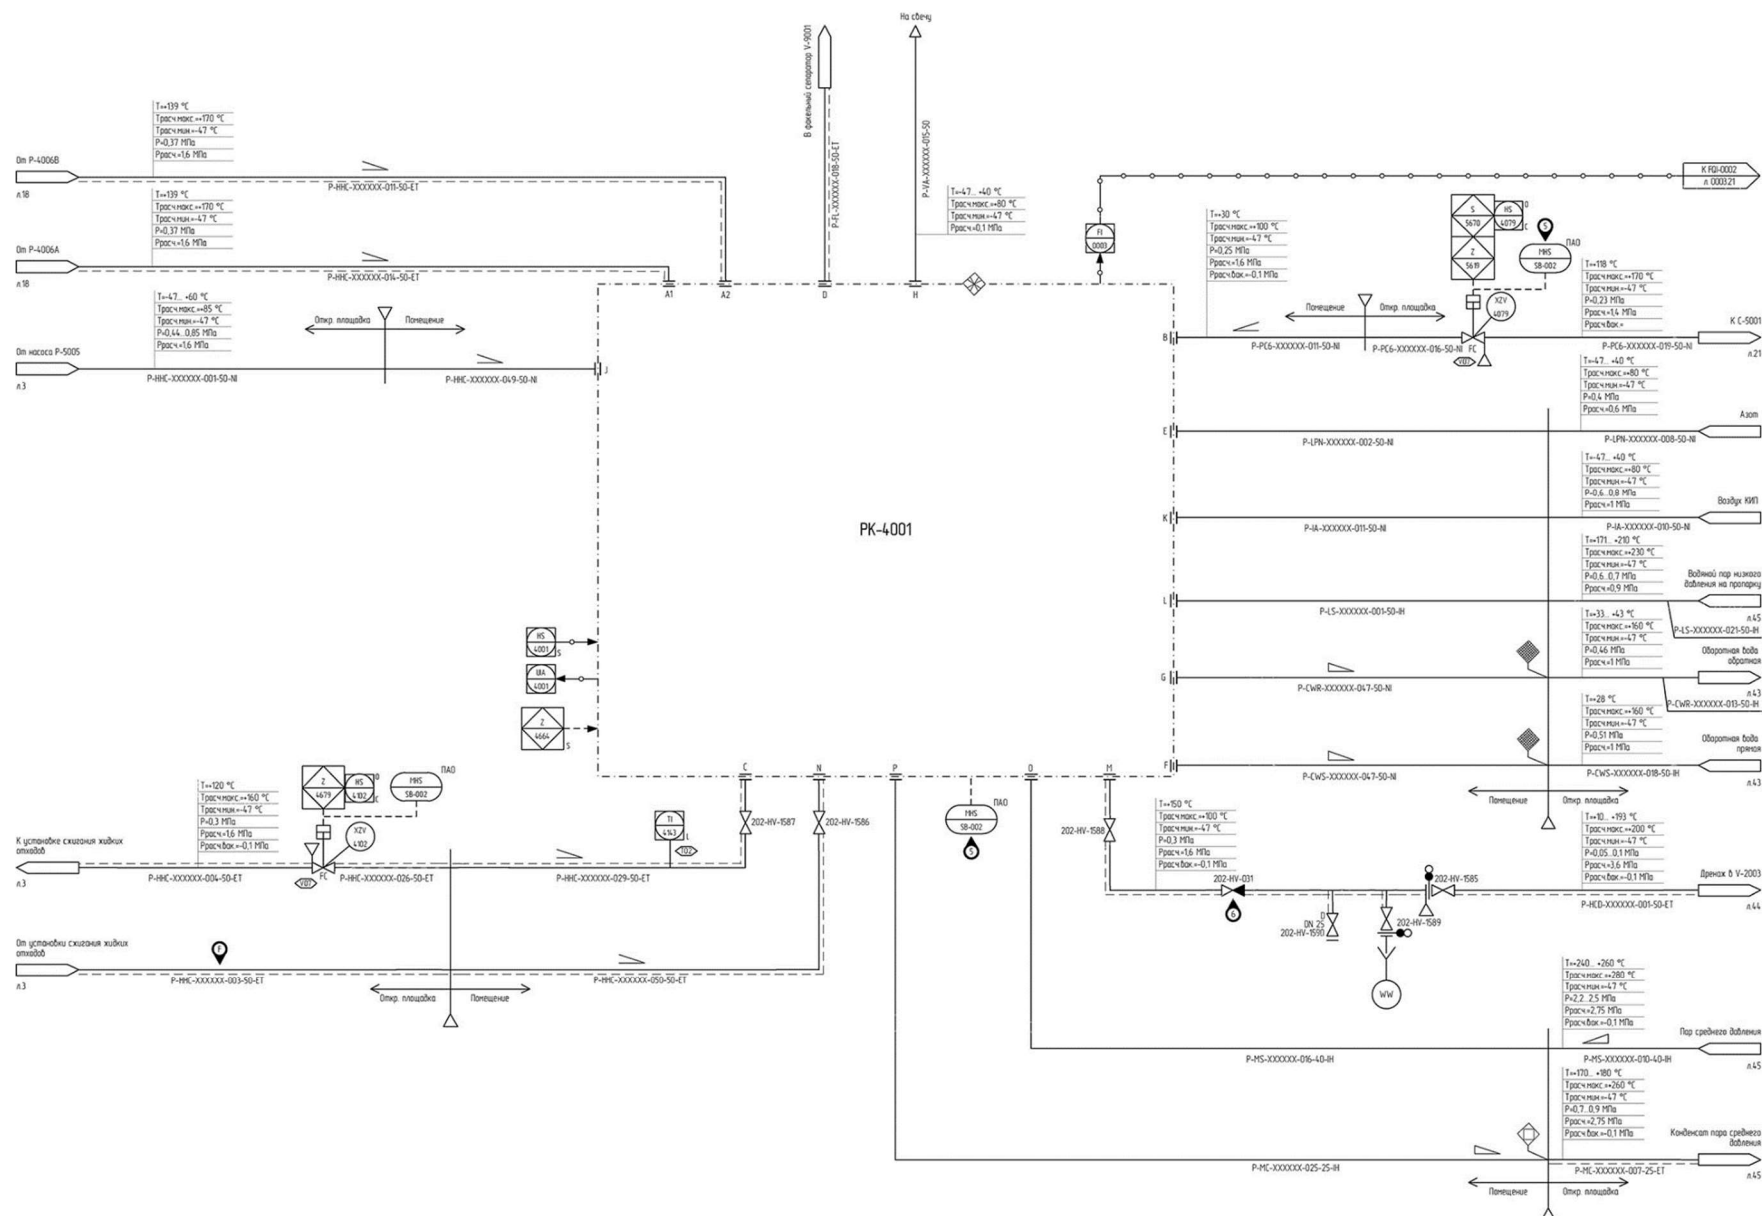 На свечу
В факельный сепаратор V-9001
P-FL-XXXXXX-018-50-ET
P-VA-XXXXXX-015-50
T=+139 °C
Tрасч.макс.=+170 °C
Tрасч.мин.=-47 °C
P=0,37 МПа
Pрасч.=1,6 МПа
От P-4006B
л.18
P-HHC-XXXXXX-011-50-ET
T=+139 °C
Tрасч.макс.=+170 °C
Tрасч.мин.=-47 °C
P=0,37 МПа
Pрасч.=1,6 МПа
От P-4006A
л.18
P-HHC-XXXXXX-014-50-ET
T=-47... +40 °C
Tрасч.макс.=+80 °C
Tрасч.мин.=-47 °C
Pрасч.=0,1 МПа
FI
0003
К FQI-0002
л. 0003.21
A1
A2
D
H
T=-47... +60 °C
Tрасч.макс.=+85 °C
Tрасч.мин.=-47 °C
P=0,44...0,85 МПа
Pрасч.=1,6 МПа
Откр. площадка
Помещение
От насоса P-5005
л.3
P-HHC-XXXXXX-001-50-NI
P-HHC-XXXXXX-049-50-NI
J
T=+30 °C
Tрасч.макс.=+100 °C
Tрасч.мин.=-47 °C
P=0,25 МПа
Pрасч.=1,6 МПа
Pрасч.вак.=-0,1 МПа
S
5670
HS
4079
O
C
Z
5619
S
MHS
SB-002
ПАО
XZV
4079
FC
V07
T=+118 °C
Tрасч.макс.=+170 °C
Tрасч.мин.=-47 °C
P=0,23 МПа
Pрасч.=1,4 МПа
Pрасч.вак.=
Помещение
Откр. площадка
B
P-PC6-XXXXXX-011-50-NI
P-PC6-XXXXXX-016-50-NI
P-PC6-XXXXXX-019-50-NI
К C-5001
л.21
T=-47... +40 °C
Tрасч.макс.=+80 °C
Tрасч.мин.=-47 °C
P=0,4 МПа
Pрасч.=0,6 МПа
Азот
E
P-LPN-XXXXXX-002-50-NI
P-LPN-XXXXXX-008-50-NI
T=-47... +40 °C
Tрасч.макс.=+80 °C
Tрасч.мин.=-47 °C
P=0,6...0,8 МПа
Pрасч.=1 МПа
Воздух КИП
K
P-IA-XXXXXX-011-50-NI
P-IA-XXXXXX-010-50-NI
PK-4001
T=+171... +210 °C
Tрасч.макс.=+230 °C
Tрасч.мин.=-47 °C
P=0,6...0,7 МПа
Pрасч.=0,9 МПа
Водяной пар низкого
давления на пропарку
л.45
L
P-LS-XXXXXX-001-50-IH
P-LS-XXXXXX-021-50-IH
T=+33... +43 °C
Tрасч.макс.=+160 °C
Tрасч.мин.=-47 °C
P=0,46 МПа
Pрасч.=1 МПа
Оборотная вода
обратная
л.43
G
P-CWR-XXXXXX-047-50-NI
P-CWR-XXXXXX-013-50-IH
T=+28 °C
Tрасч.макс.=+160 °C
Tрасч.мин.=-47 °C
P=0,51 МПа
Pрасч.=1 МПа
Оборотная вода
прямая
л.43
F
P-CWS-XXXXXX-047-50-NI
P-CWS-XXXXXX-018-50-IH
Помещение
Откр. площадка
HS
4001
S
UIA
4001
Z
4664
S
C
N
P
O
M
T=+120 °C
Tрасч.макс.=+160 °C
Tрасч.мин.=-47 °C
P=0,3 МПа
Pрасч.=1,6 МПа
Pрасч.вак.=-0,1 МПа
Z
4679
HS
4102
O
C
MHS
SB-002
ПАО
XZV
4102
FC
V07
К установке сжигания жидких
отходов
л.3
P-HHC-XXXXXX-004-50-ET
P-HHC-XXXXXX-026-50-ET
P-HHC-XXXXXX-029-50-ET
TI
4143
L
T02
202-HV-1587
202-HV-1586
От установки сжигания жидких
отходов
л.3
F
P-HHC-XXXXXX-003-50-ET
P-HHC-XXXXXX-050-50-ET
Откр. площадка
Помещение
MHS
SB-002
ПАО
S
202-HV-1588
T=+150 °C
Tрасч.макс.=+100 °C
Tрасч.мин.=-47 °C
P=0,3 МПа
Pрасч.=1,6 МПа
Pрасч.вак.=-0,1 МПа
202-HV-031
6
D
DN 25
202-HV-1590
202-HV-1589
202-HV-1585
WW
T=+10... +193 °C
Tрасч.макс.=+200 °C
Tрасч.мин.=-47 °C
P=0,05...0,1 МПа
Pрасч.=3,6 МПа
Pрасч.вак.=-0,1 МПа
Дренаж в V-2003
л.44
P-HCD-XXXXXX-001-50-ET
T=+240... +260 °C
Tрасч.макс.=+280 °C
Tрасч.мин.=-47 °C
P=2,2...2,5 МПа
Pрасч.=2,75 МПа
Pрасч.вак.=-0,1 МПа
Пар среднего давления
л.45
P-MS-XXXXXX-016-40-IH
P-MS-XXXXXX-010-40-IH
T=+170... +180 °C
Tрасч.макс.=+260 °C
Tрасч.мин.=-47 °C
P=0,7...0,9 МПа
Pрасч.=2,75 МПа
Pрасч.вак.=-0,1 МПа
Конденсат пара среднего
давления
л.45
P-MC-XXXXXX-025-25-IH
P-MC-XXXXXX-007-25-ET
Помещение
Откр. площадка